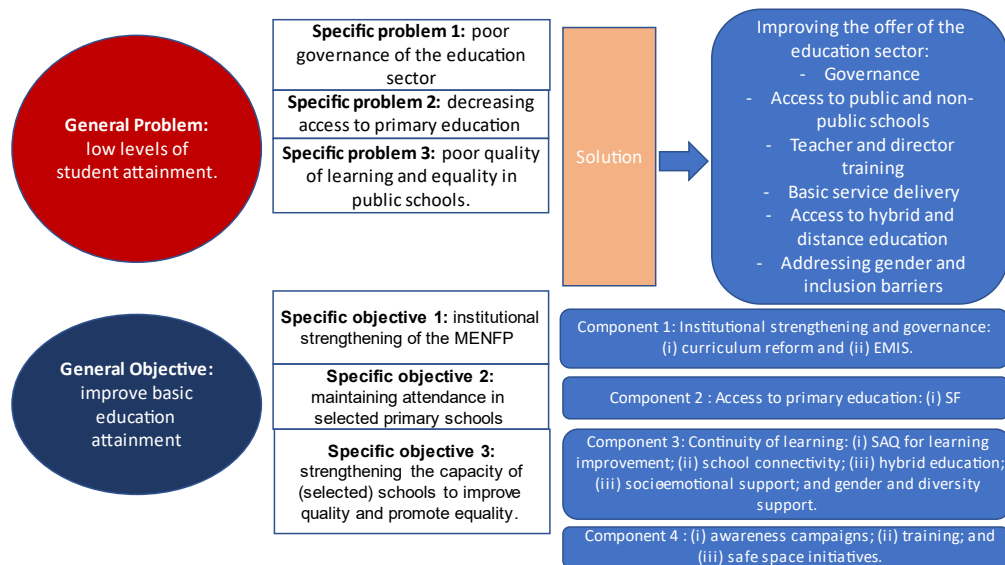 General Problem:
low levels of
student attainment.
Specific problem 1: poor
governance of the education
sector
Specific problem 2: decreasing
access to primary education
Specific problem 3: poor quality
of learning and equality in
public schools.
Solution
Improving the offer of the
education sector:
- Governance
- Access to public and non-
public schools
- Teacher and director
training
- Basic service delivery
- Access to hybrid and
distance education
- Addressing gender and
inclusion barriers
General Objective:
improve basic
education
attainment
Specific objective 1: institutional
strengthening of the MENFP
Specific objective 2:
maintaining attendance in
selected primary schools
Specific objective 3:
strengthening the capacity of
(selected) schools to improve
quality and promote equality.
Component 1: Institutional strengthening and governance:
(i) curriculum reform and (ii) EMIS.
Component 2 : Access to primary education: (i) SF
Component 3: Continuity of learning: (i) SAQ for learning
improvement; (ii) school connectivity; (iii) hybrid education;
(iii) socioemotional support; and gender and diversity
support.
Component 4 : (i) awareness campaigns; (ii) training; and
(iii) safe space initiatives.